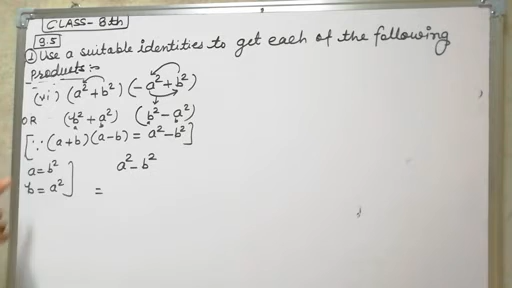 CLASS-8th
9.5
① Use a suitable identities to get each of the following
products:-
(vi) (a²+b²) (-a²+b²)
OR (b²+a²) (b²-a²)
[∵(a+b)(a-b) = a²-b²]
a=b² a²-b²
b=a² =